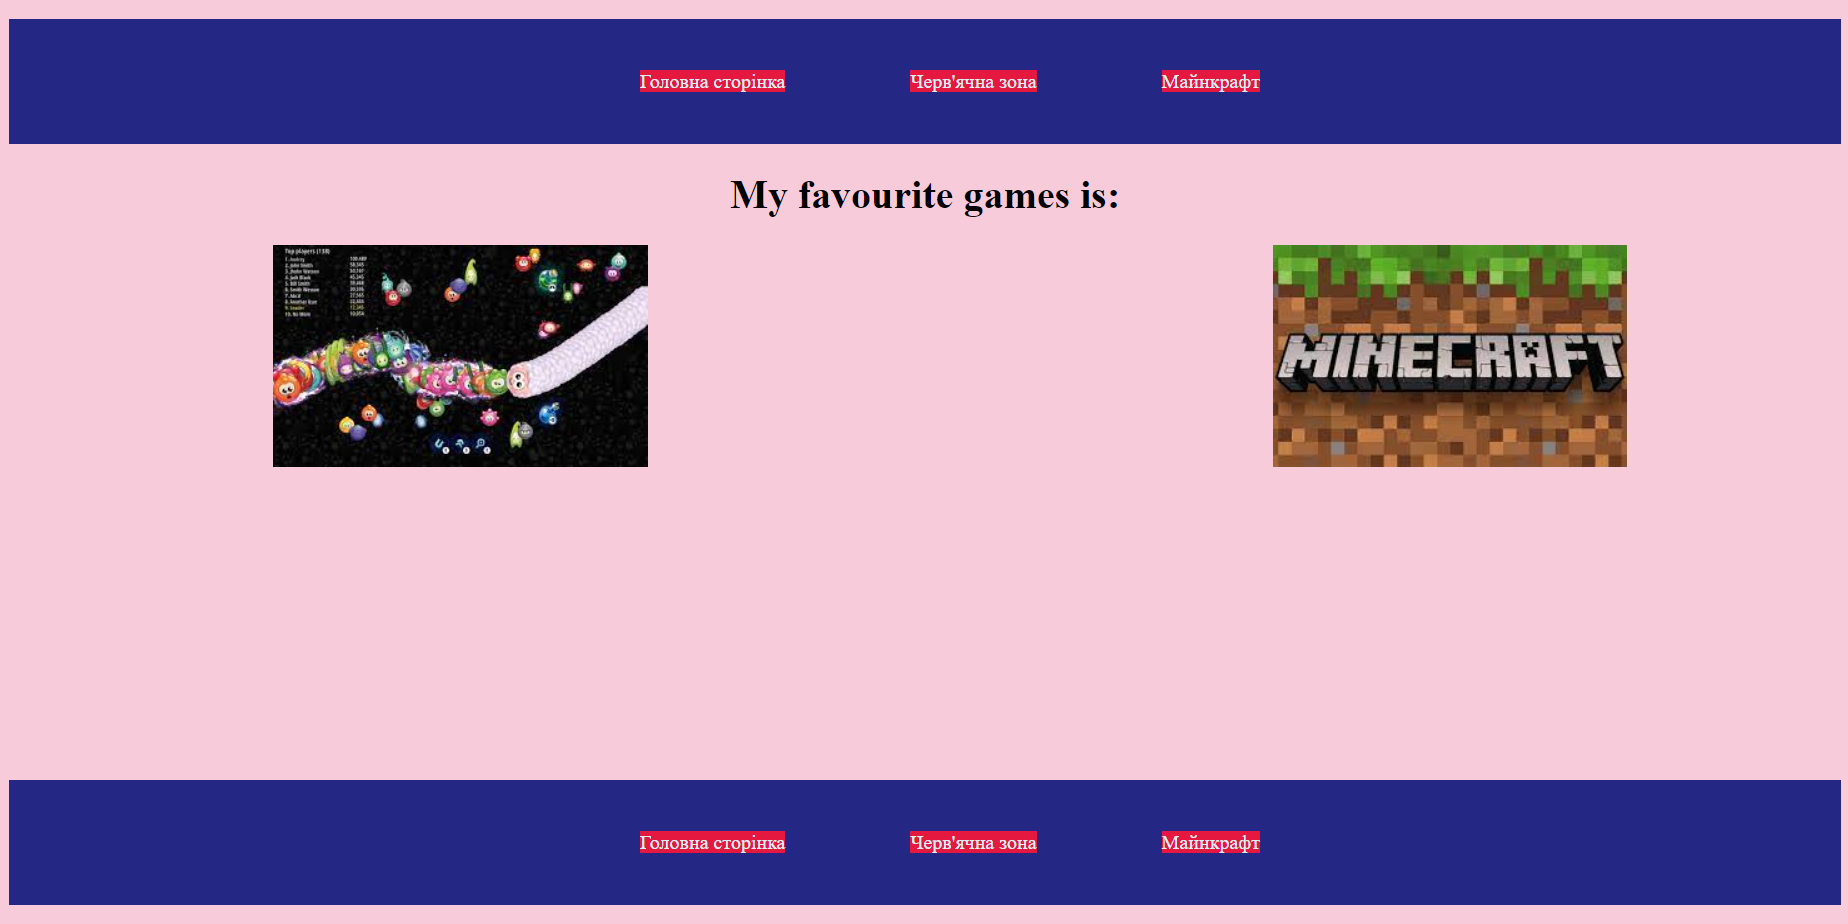 Головна сторінка
Черв'ячна зона
Майнкрафт
My favourite games is:
Top players (138)
MINECRAFT
Головна сторінка
Черв'ячна зона
Майнкрафт